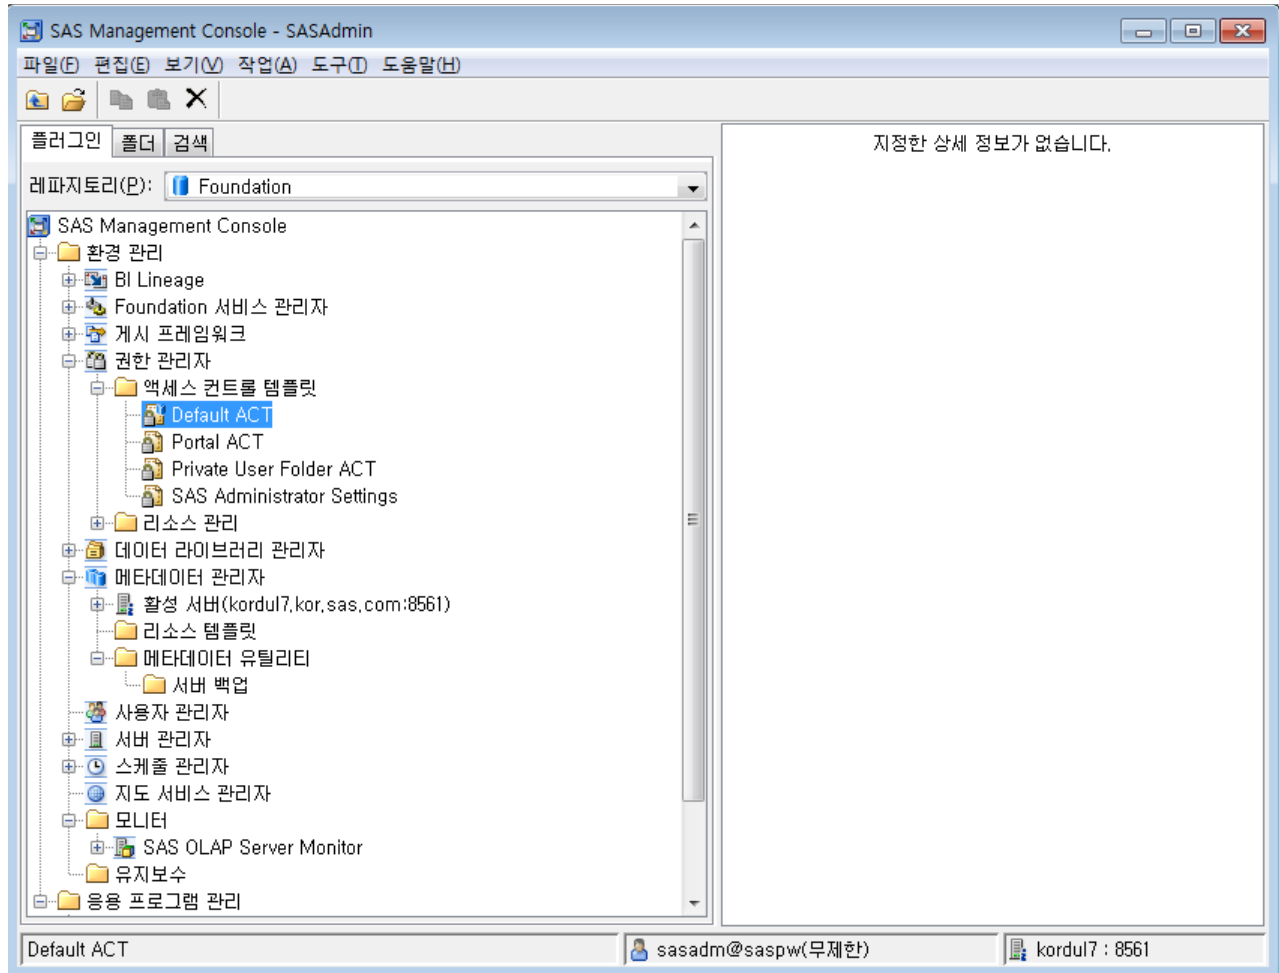 SAS Management Console - SASAdmin
파일(F) 편집(E) 보기(V) 작업(A) 도구(T) 도움말(H)
플러그인 폴더 검색
지정한 상세 정보가 없습니다.
레파지토리(P): Foundation
SAS Management Console
환경 관리
BI Lineage
Foundation 서비스 관리자
게시 프레임워크
권한 관리자
액세스 컨트롤 템플릿
Default ACT
Portal ACT
Private User Folder ACT
SAS Administrator Settings
리소스 관리
데이터 라이브러리 관리자
메타데이터 관리자
활성 서버(kordul7.kor.sas.com:8561)
리소스 템플릿
메타데이터 유틸리티
서버 백업
사용자 관리자
서버 관리자
스케줄 관리자
지도 서비스 관리자
모니터
SAS OLAP Server Monitor
유지보수
응용 프로그램 관리
Default ACT sasadm@saspw(무제한) kordul7 : 8561